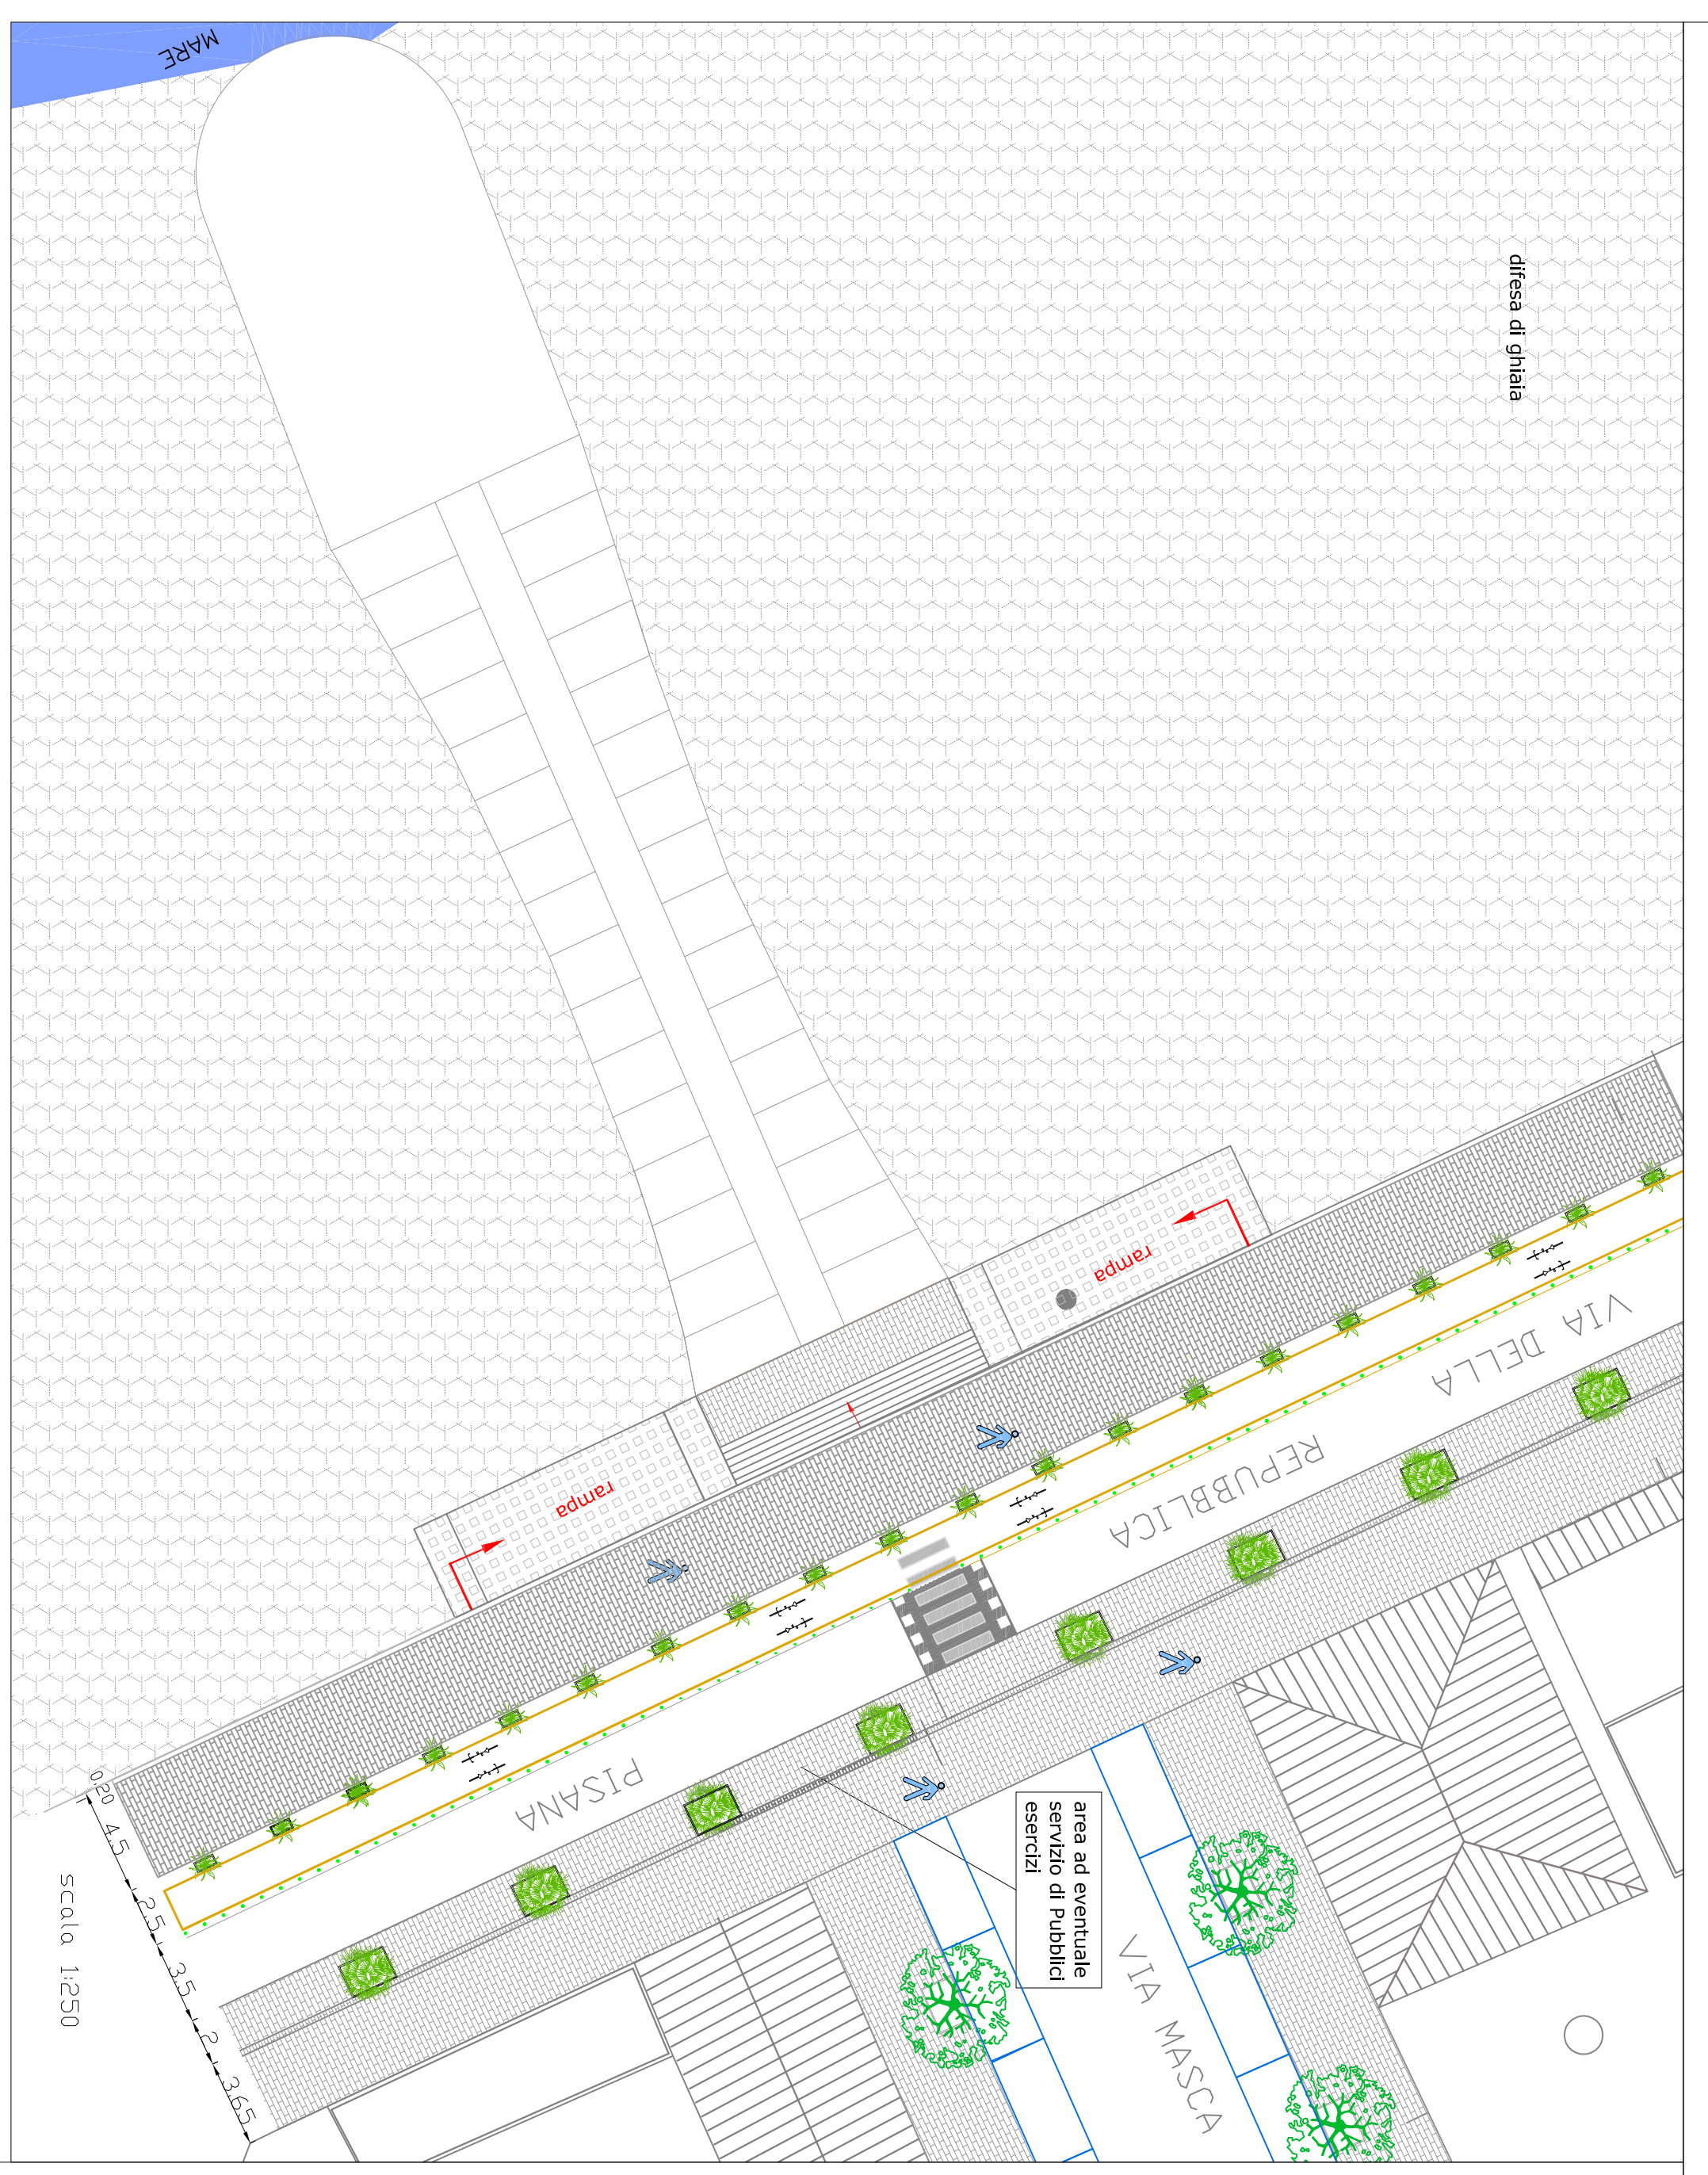 MARE
difesa di ghiaia
rampa
rampa
VIA DELLA
REPUBBLICA
PISANA
area ad eventuale
servizio di Pubblici
esercizi
VIA MASCA
0.20
4.5
2.5
3.5
2
3.65
scala 1:250